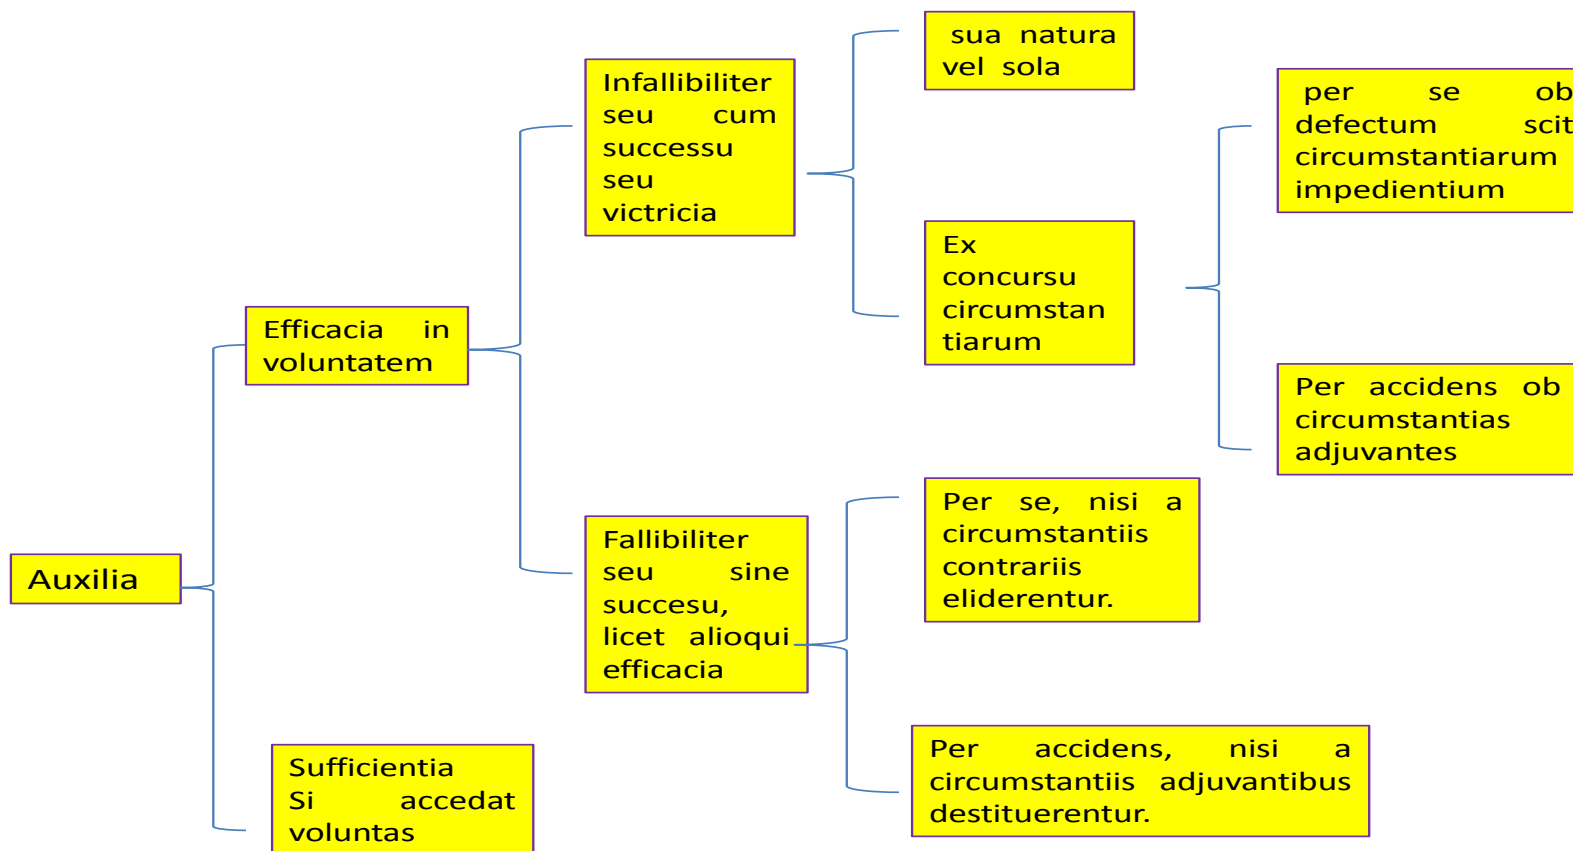 Auxilia
Efficacia in
voluntatem
Sufficientia
Si accedat
voluntas
Infallibiliter
seu cum
successu
seu
victricia
Fallibiliter
seu sine
succesu,
licet alioqui
efficacia
sua natura
vel sola
Ex
concursu
circumstan
tiarum
per se ob
defectum scit
circumstantiarum
impedientium
Per accidens ob
circumstantias
adjuvantes
Per se, nisi a
circumstantiis
contrariis
eliderentur.
Per accidens, nisi a
circumstantiis adjuvantibus
destituerentur.